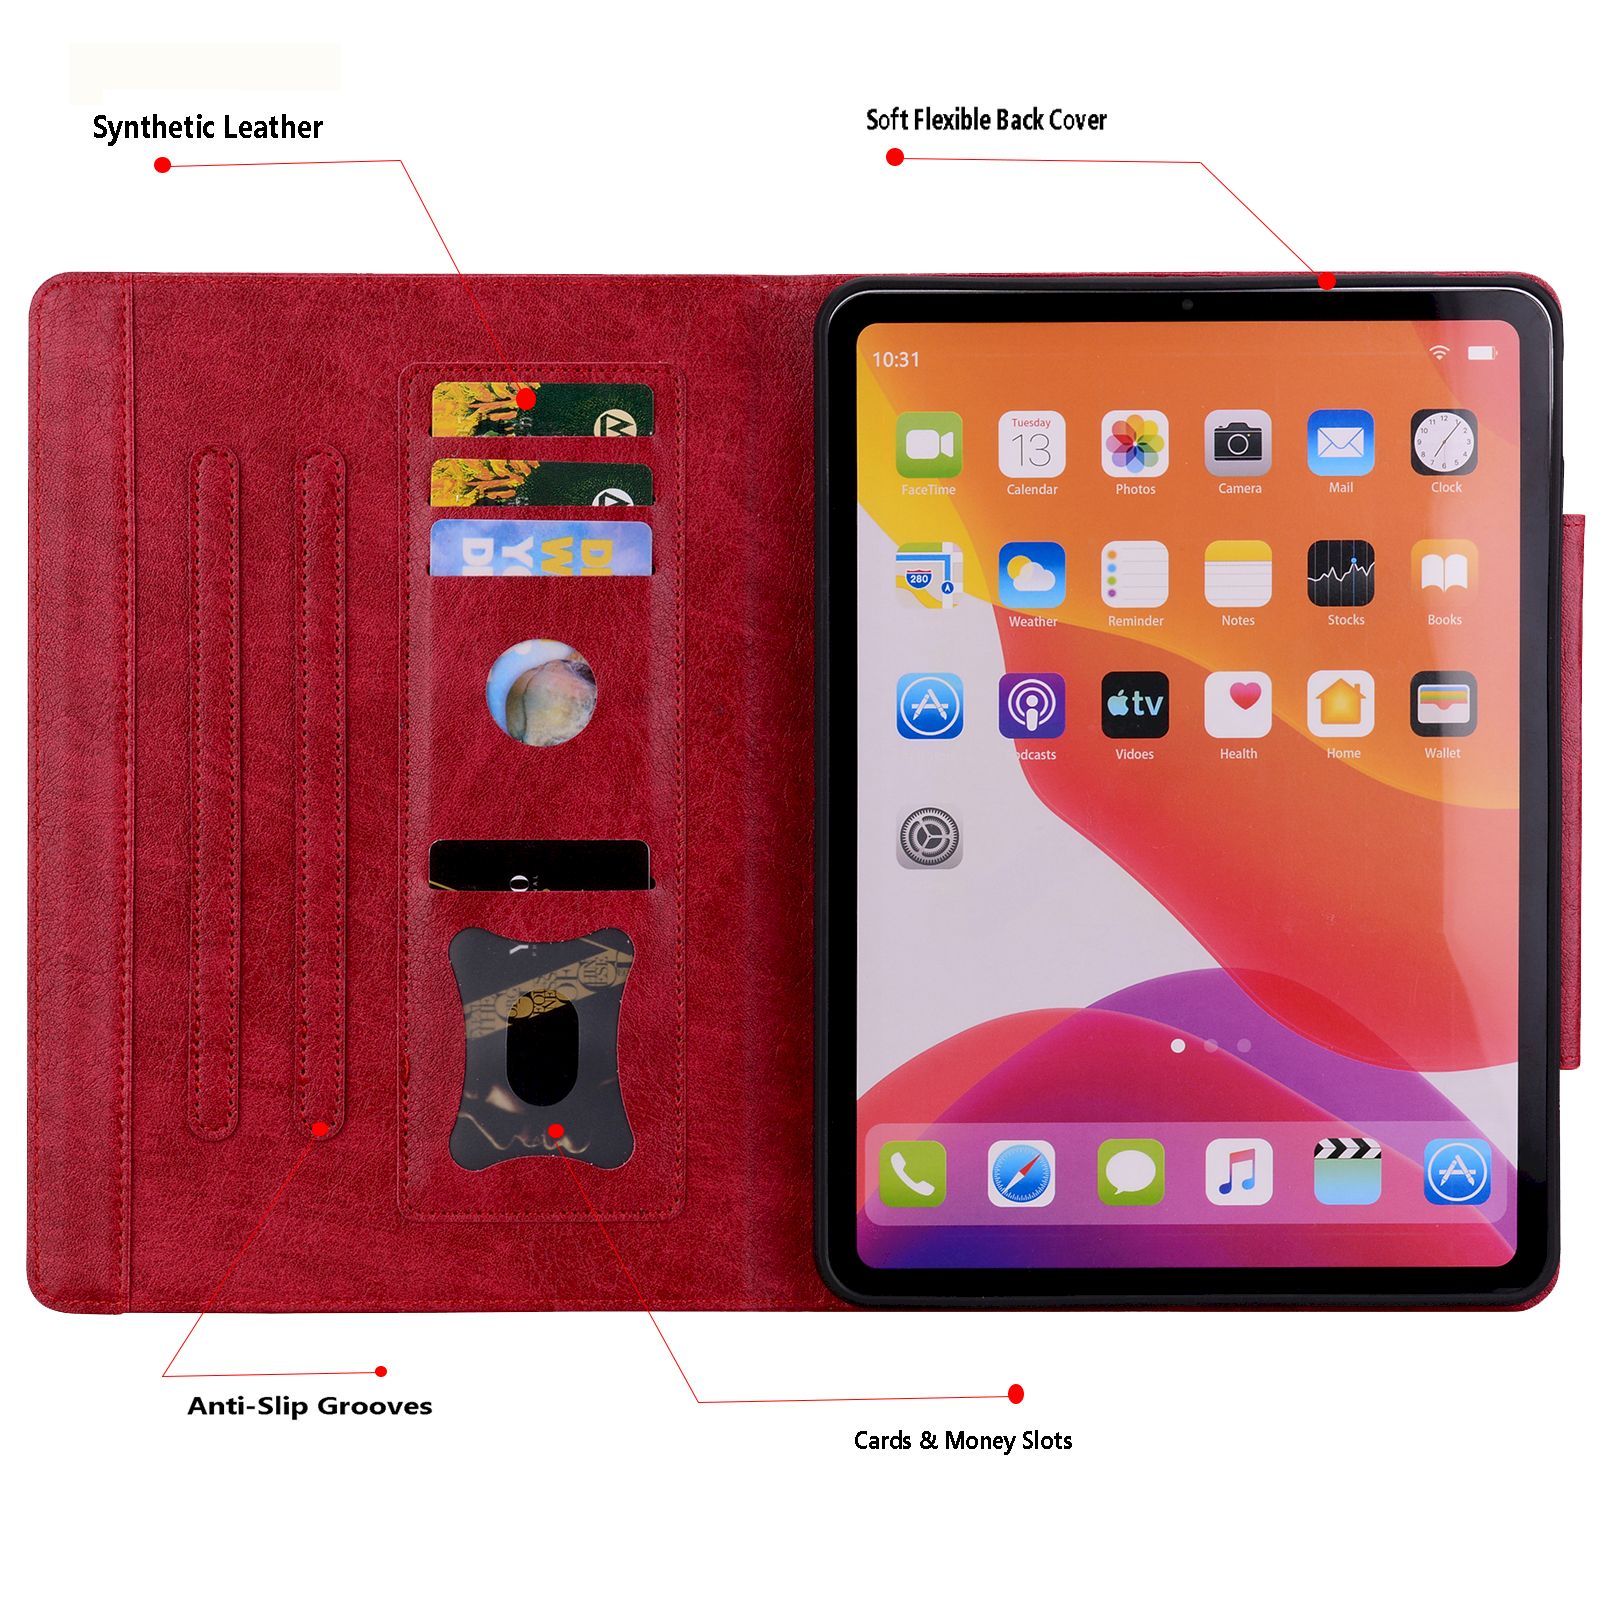 Synthetic Leather
Soft Flexible Back Cover
10:31
Tuesday
13
FaceTime
Calendar
Photos
Camera
Mail
Clock
280
Weather
Reminder
Notes
Stocks
Books
tv
dcasts
Vidoes
Health
Home
Wallet
Anti-Slip Grooves
Cards & Money Slots